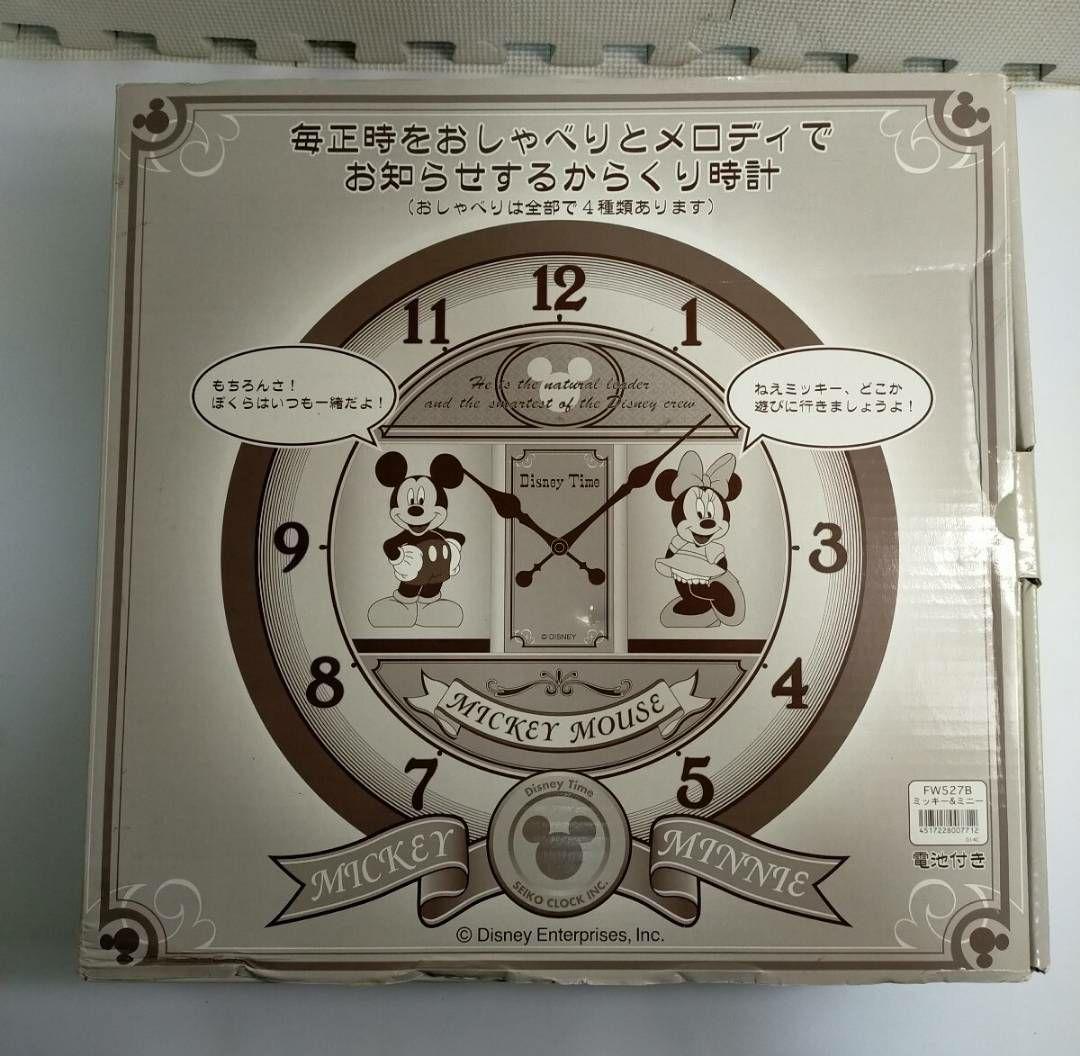 毎正時をおしゃべりとメロディで
お知らせするからくり時計
(おしゃべりは全部で4種類あります)
12
11
1
もちろんさ!
ぼくらはいつも一緒だよ!
He is the natural leader
and the smartest of the Disney crew
ねえミッキー、どこか
遊びに行きましょうよ!
Disney Time
9
3
© DISNEY
8
4
MICKEY MOUSE
7
5
Disney Time
SEIKO CLOCK INC.
MICKEY
MINNIE
FW527B
ミッキー&ミニー
4517228007712
電池付き
© Disney Enterprises, Inc.